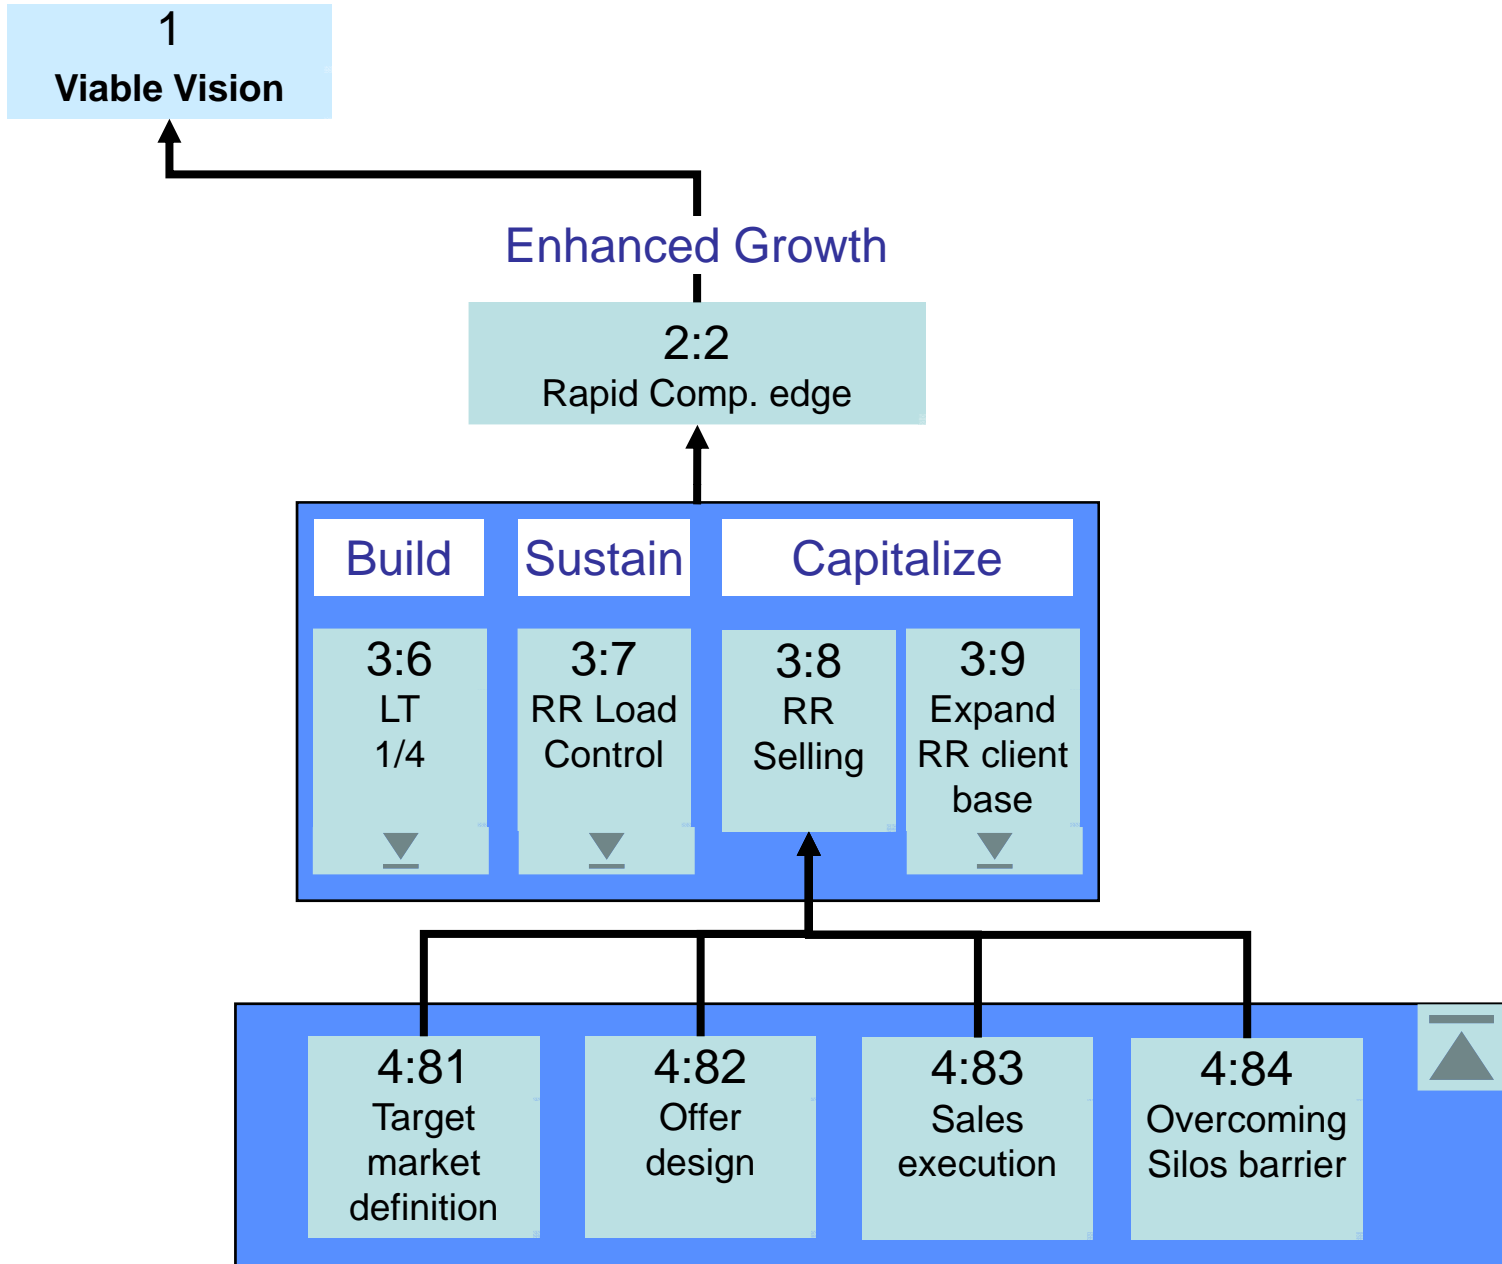 1
Viable Vision
Enhanced Growth
2:2
Rapid Comp. edge
Build
Sustain
Capitalize
3:6
LT
1/4
3:7
RR Load
Control
3:8
RR
Selling
3:9
Expand
RR client
base
4:81
Target
market
definition
4:82
Offer
design
4:83
Sales
execution
4:84
Overcoming
Silos barrier